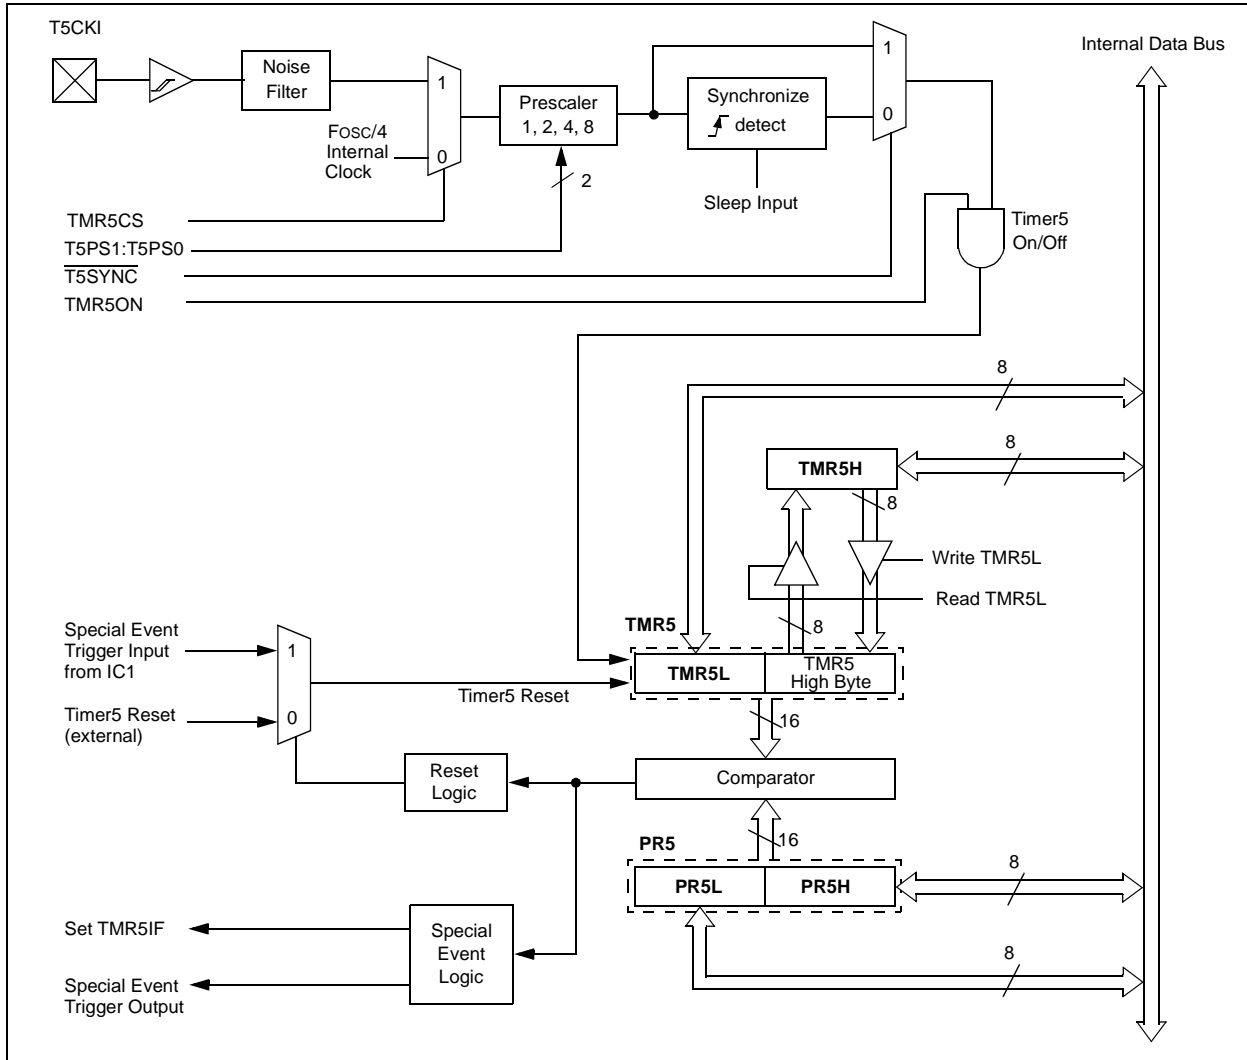 T5CKI
Internal Data Bus
Noise
Filter
1
Prescaler
1, 2, 4, 8
Synchronize
detect
1
0
FOSC/4
Internal
Clock
0
2
Sleep Input
TMR5CS
T5PS1:T5PS0
T5SYNC
TMR5ON
Timer5
On/Off
8
8
TMR5H
8
Write TMR5L
Read TMR5L
8
TMR5
TMR5L
TMR5
High Byte
Special Event
Trigger Input
from IC1
1
Timer5 Reset
Timer5 Reset
(external)
0
16
Reset
Logic
Comparator
16
PR5
PR5L
PR5H
8
Set TMR5IF
Special
Event
Logic
Special Event
Trigger Output
8